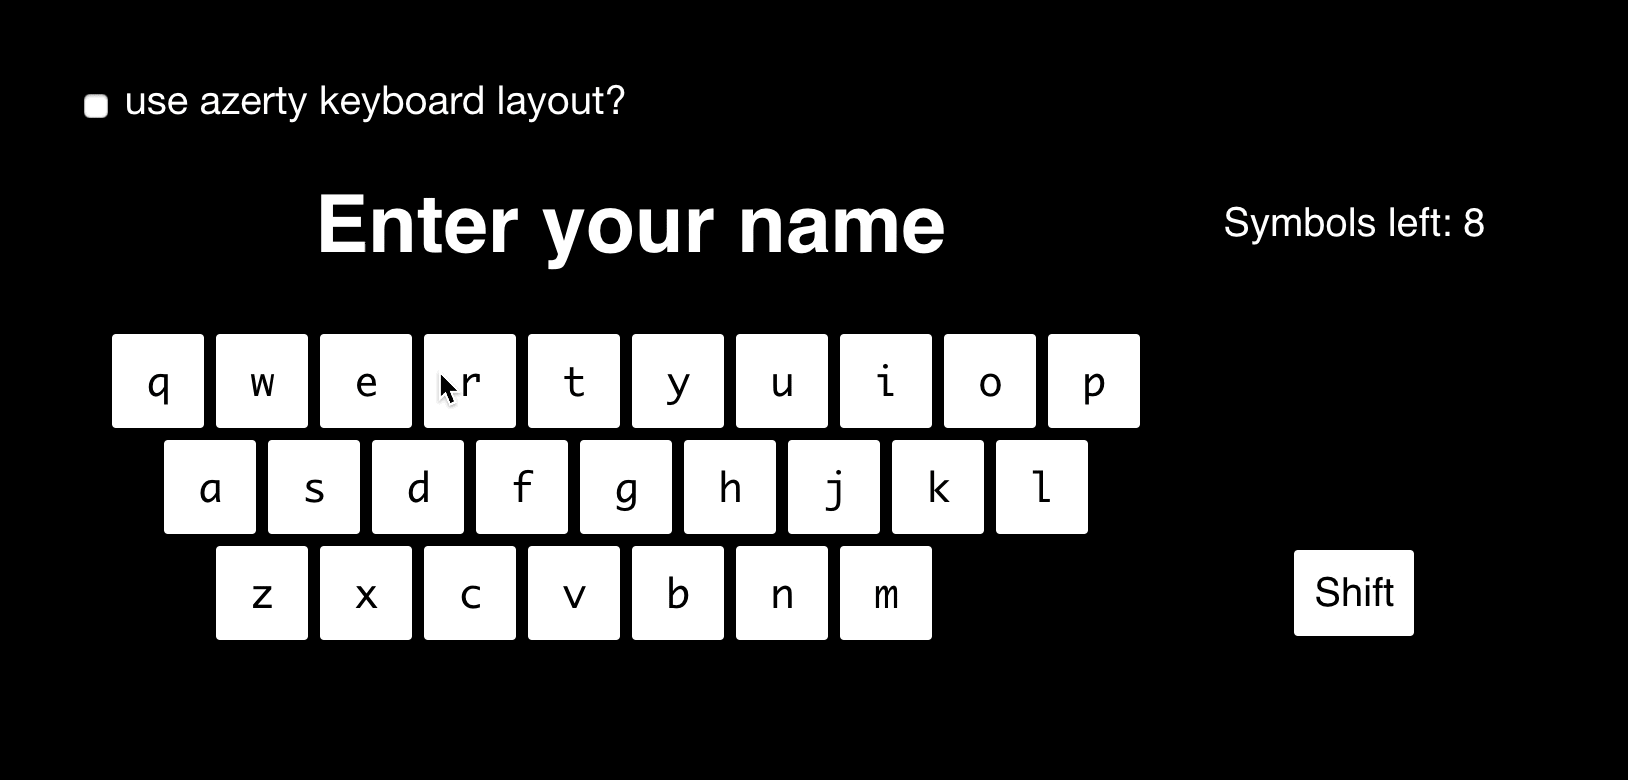 use azerty keyboard layout?
Enter your name
Symbols left: 8
q w e r t y u i o p
a s d f g h j k l
z x c v b n m
Shift